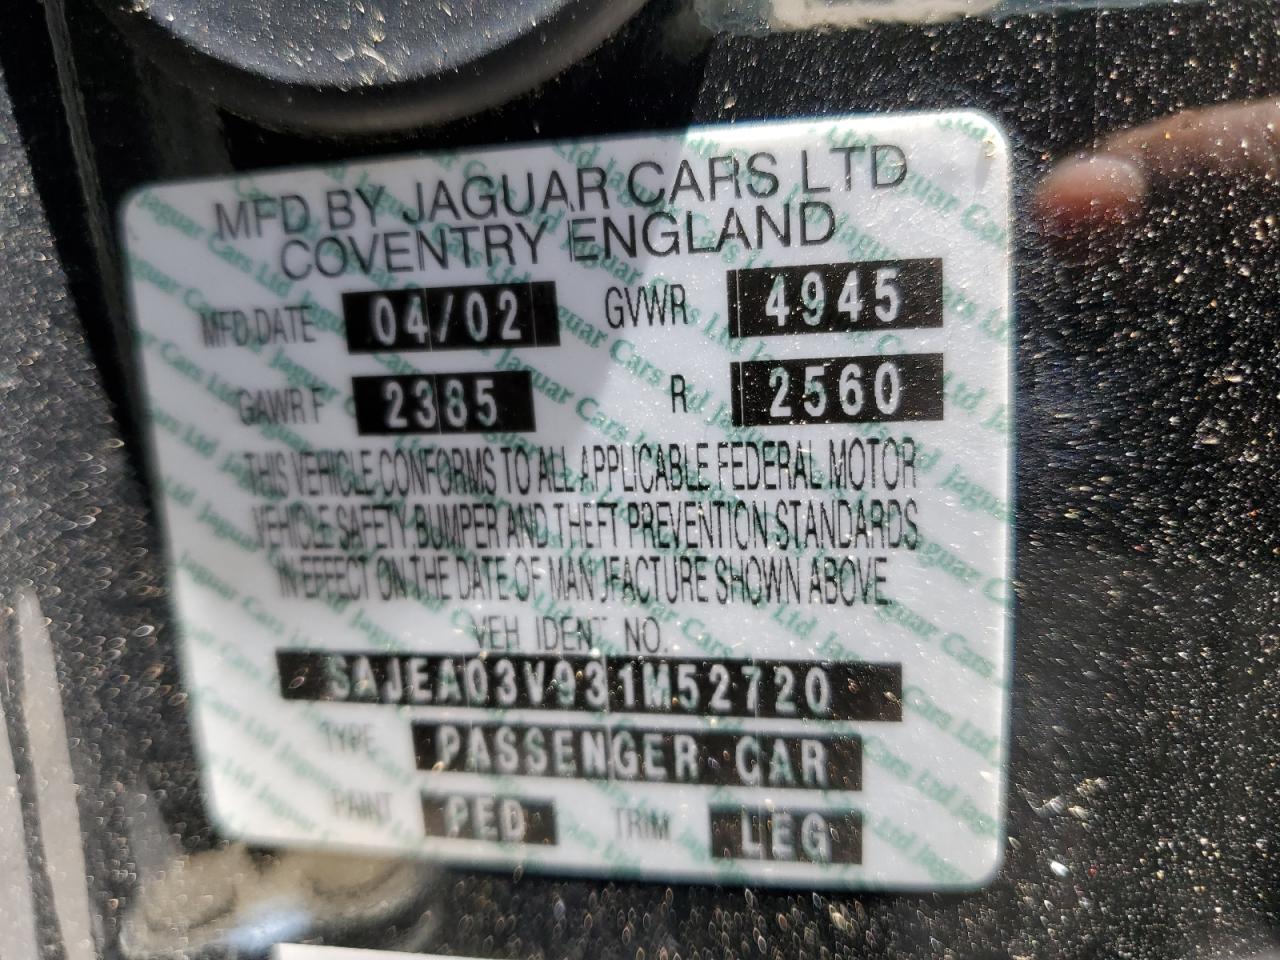 MFD BY JAGUAR CARS LTD
COVENTRY ENGLAND
MFD.DATE 04/02 GVWR 4945
GAWR F 2385 R 2560
THIS VEHICLE CONFORMS TO ALL APPLICABLE FEDERAL MOTOR
VEHICLE SAFETY BUMPER AND THEFT PREVENTION STANDARDS
IN EFFECT ON THE DATE OF MANUFACTURE SHOWN ABOVE.
VEH IDENT NO.
SAJEA03V931M52720
TYPE PASSENGER CAR
PAINT PED TRIM LEG